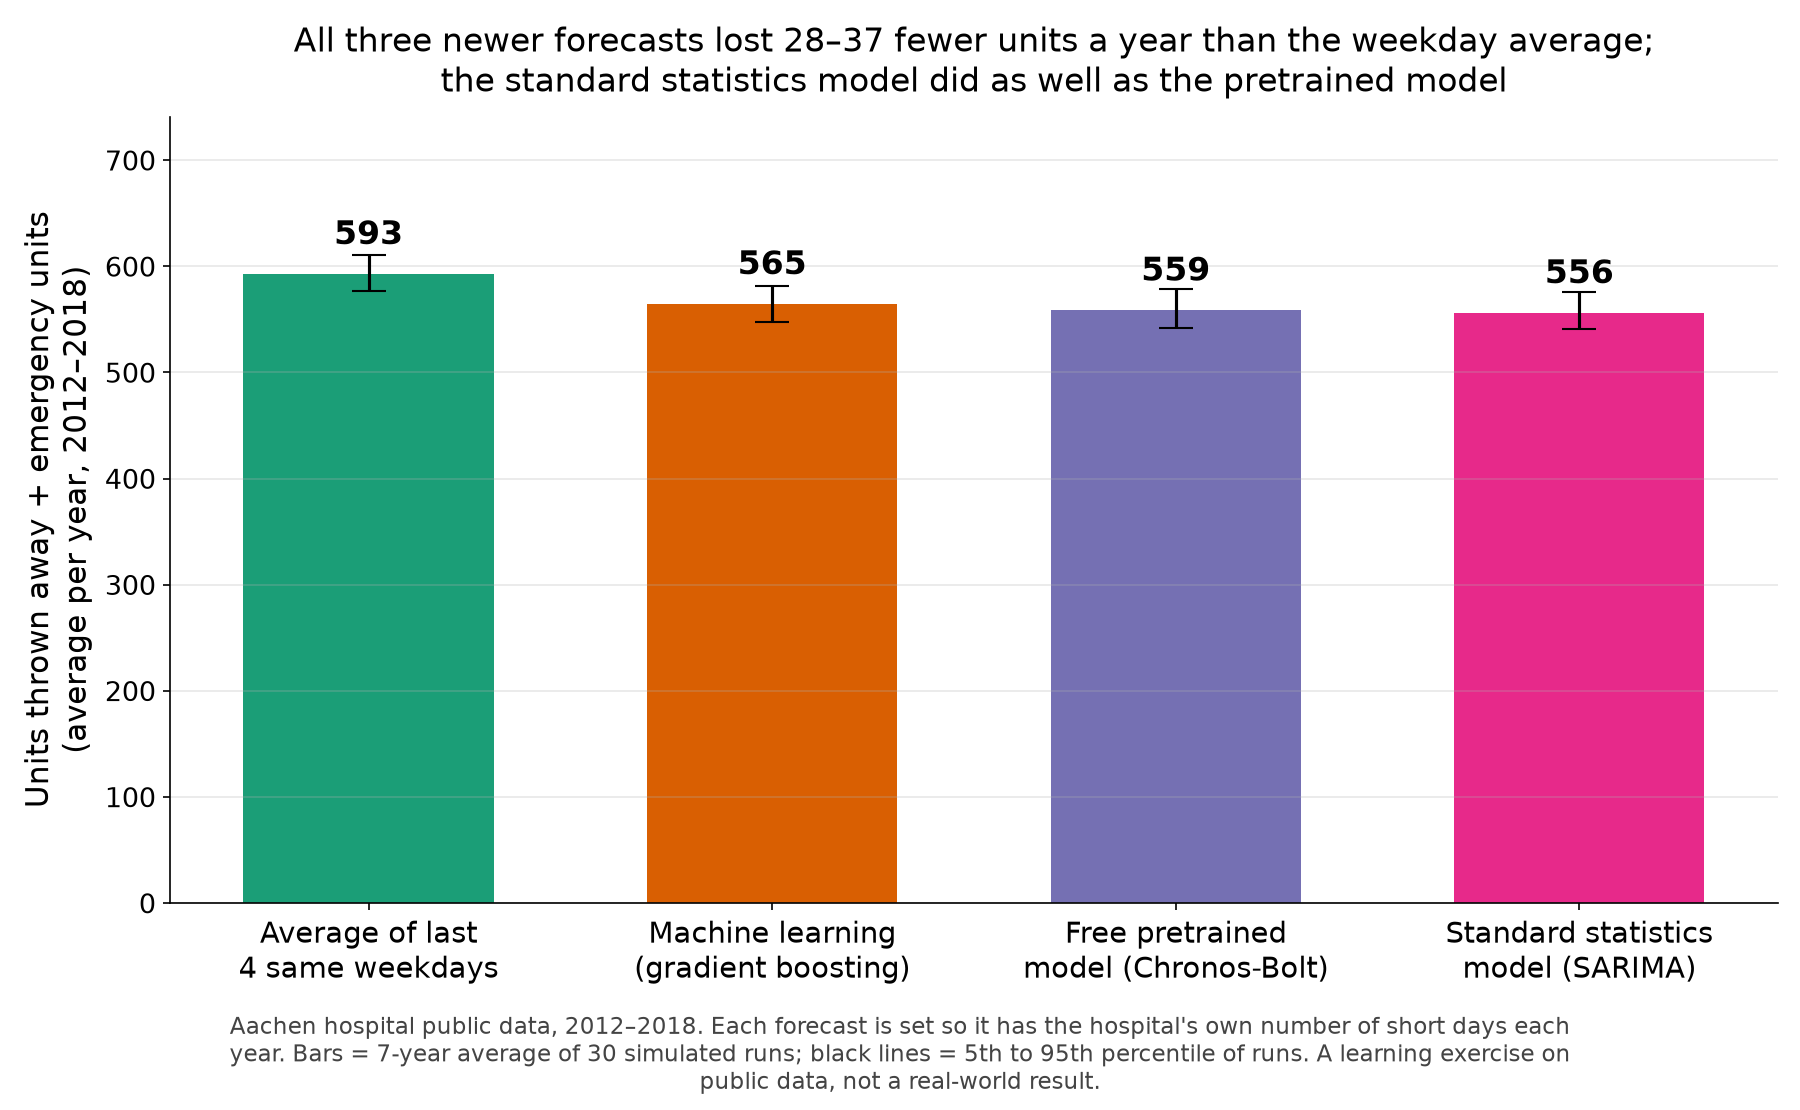 All three newer forecasts lost 28–37 fewer units a year than the weekday average;
the standard statistics model did as well as the pretrained model
Units thrown away + emergency units
(average per year, 2012–2018)
700
600
500
400
300
200
100
0
593
565
559
556
Average of last
4 same weekdays
Machine learning
(gradient boosting)
Free pretrained
model (Chronos-Bolt)
Standard statistics
model (SARIMA)
Aachen hospital public data, 2012–2018. Each forecast is set so it has the hospital's own number of short days each
year. Bars = 7-year average of 30 simulated runs; black lines = 5th to 95th percentile of runs. A learning exercise on
public data, not a real-world result.